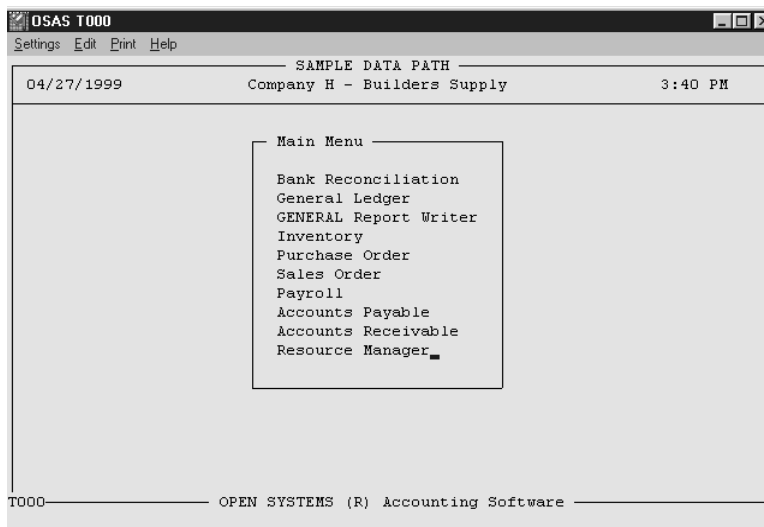 OSAS T000
Settings Edit Print Help
SAMPLE DATA PATH
04/27/1999 Company H - Builders Supply 3:40 PM
Main Menu
Bank Reconciliation
General Ledger
GENERAL Report Writer
Inventory
Purchase Order
Sales Order
Payroll
Accounts Payable
Accounts Receivable
Resource Manager
T000 OPEN SYSTEMS (R) Accounting Software